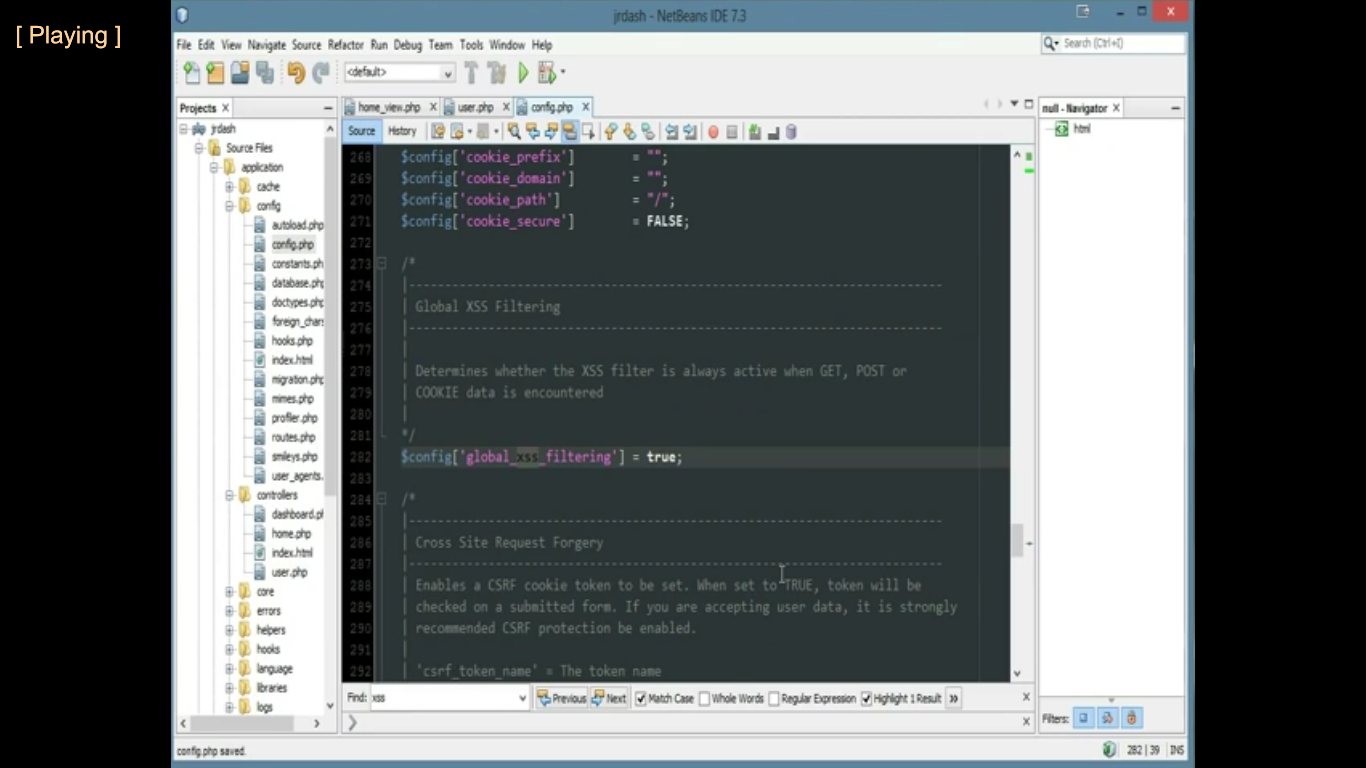 [ Playing ]
jrdash - NetBeans IDE 7.3
File Edit View Navigate Source Refactor Run Debug Team Tools Window Help
Search (Ctrl+I)
<default>
Projects
home_view.php user.php config.php
null - Navigator
Source History
html
jrdash
Source Files
application
cache
config
autoload.php
config.php
constants.ph
database.php
doctypes.php
foreign_chars
hooks.php
index.html
migration.php
mimes.php
profiler.php
routes.php
smileys.php
user_agents.
controllers
dashboard.pl
home.php
index.html
user.php
core
errors
helpers
hooks
language
libraries
logs
268 $config['cookie_prefix'] = "";
269 $config['cookie_domain'] = "";
270 $config['cookie_path'] = "/";
271 $config['cookie_secure'] = FALSE;
272
273 /*
274 |--------------------------------------------------------------------------
275 | Global XSS Filtering
276 |--------------------------------------------------------------------------
277 |
278 | Determines whether the XSS filter is always active when GET, POST or
279 | COOKIE data is encountered
280 |
281 */
282 $config['global_xss_filtering'] = true;
283
284 /*
285 |--------------------------------------------------------------------------
286 | Cross Site Request Forgery
287 |--------------------------------------------------------------------------
288 | Enables a CSRF cookie token to be set. When set to TRUE, token will be
289 | checked on a submitted form. If you are accepting user data, it is strongly
290 | recommended CSRF protection be enabled.
291 |
292 | 'csrf_token_name' = The token name
Find: xss Previous Next Match Case Whole Words Regular Expression Highlight 1 Result
Filters:
config.php saved.
282 | 39 INS